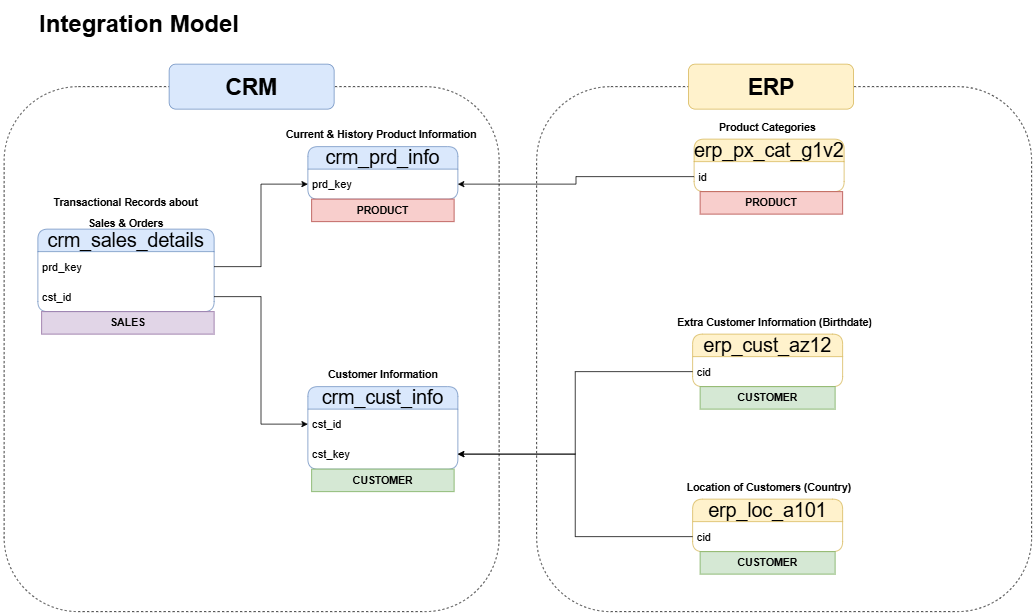 Integration Model
CRM
ERP
Current & History Product Information
crm_prd_info
prd_key
PRODUCT
Product Categories
erp_px_cat_g1v2
id
PRODUCT
Transactional Records about
Sales & Orders
crm_sales_details
prd_key
cst_id
SALES
Extra Customer Information (Birthdate)
erp_cust_az12
cid
CUSTOMER
Customer Information
crm_cust_info
cst_id
cst_key
CUSTOMER
Location of Customers (Country)
erp_loc_a101
cid
CUSTOMER